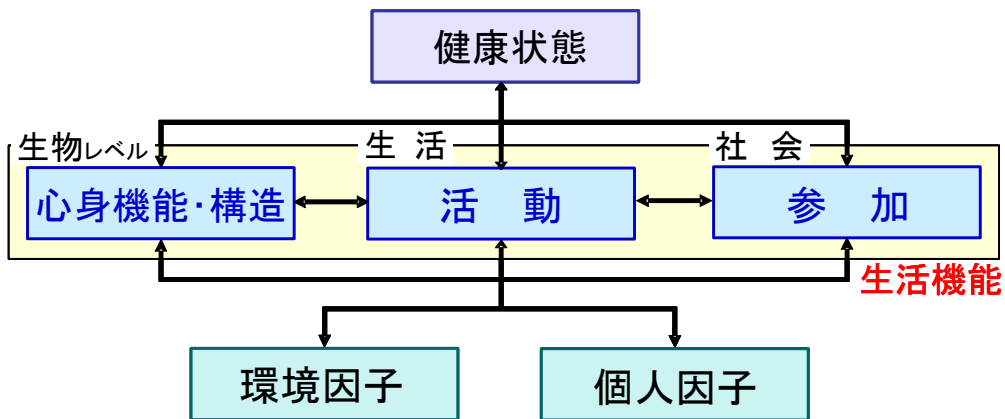 健康状態
生物レベル
生 活
社 会
心身機能・構造
活 動
参 加
生活機能
環境因子
個人因子